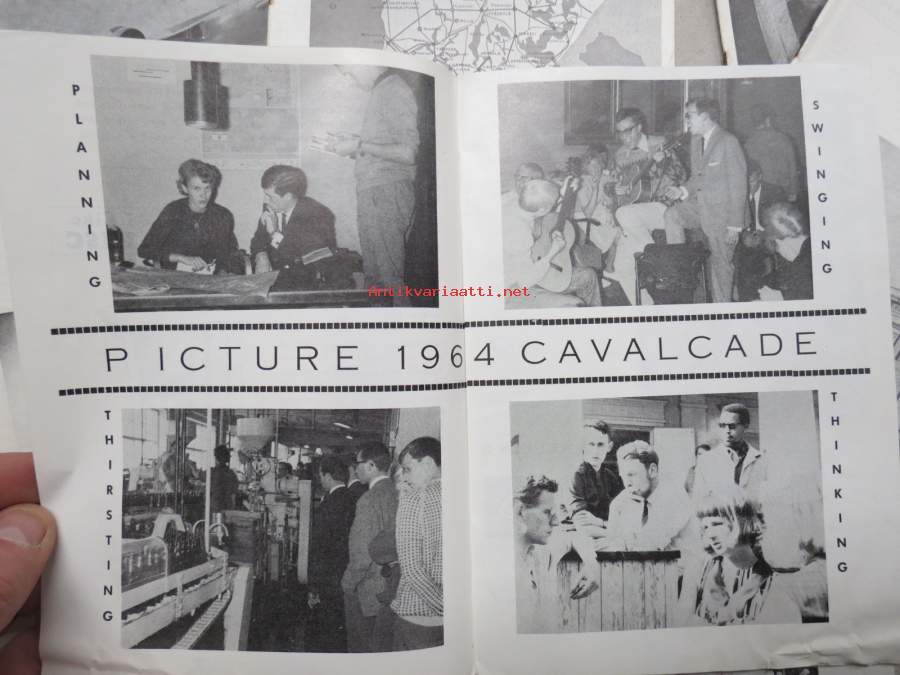 PLANNING
SWINGING
Antikvariaatti.net
PICTURE 1964 CAVALCADE
THIRSTING
THINKING